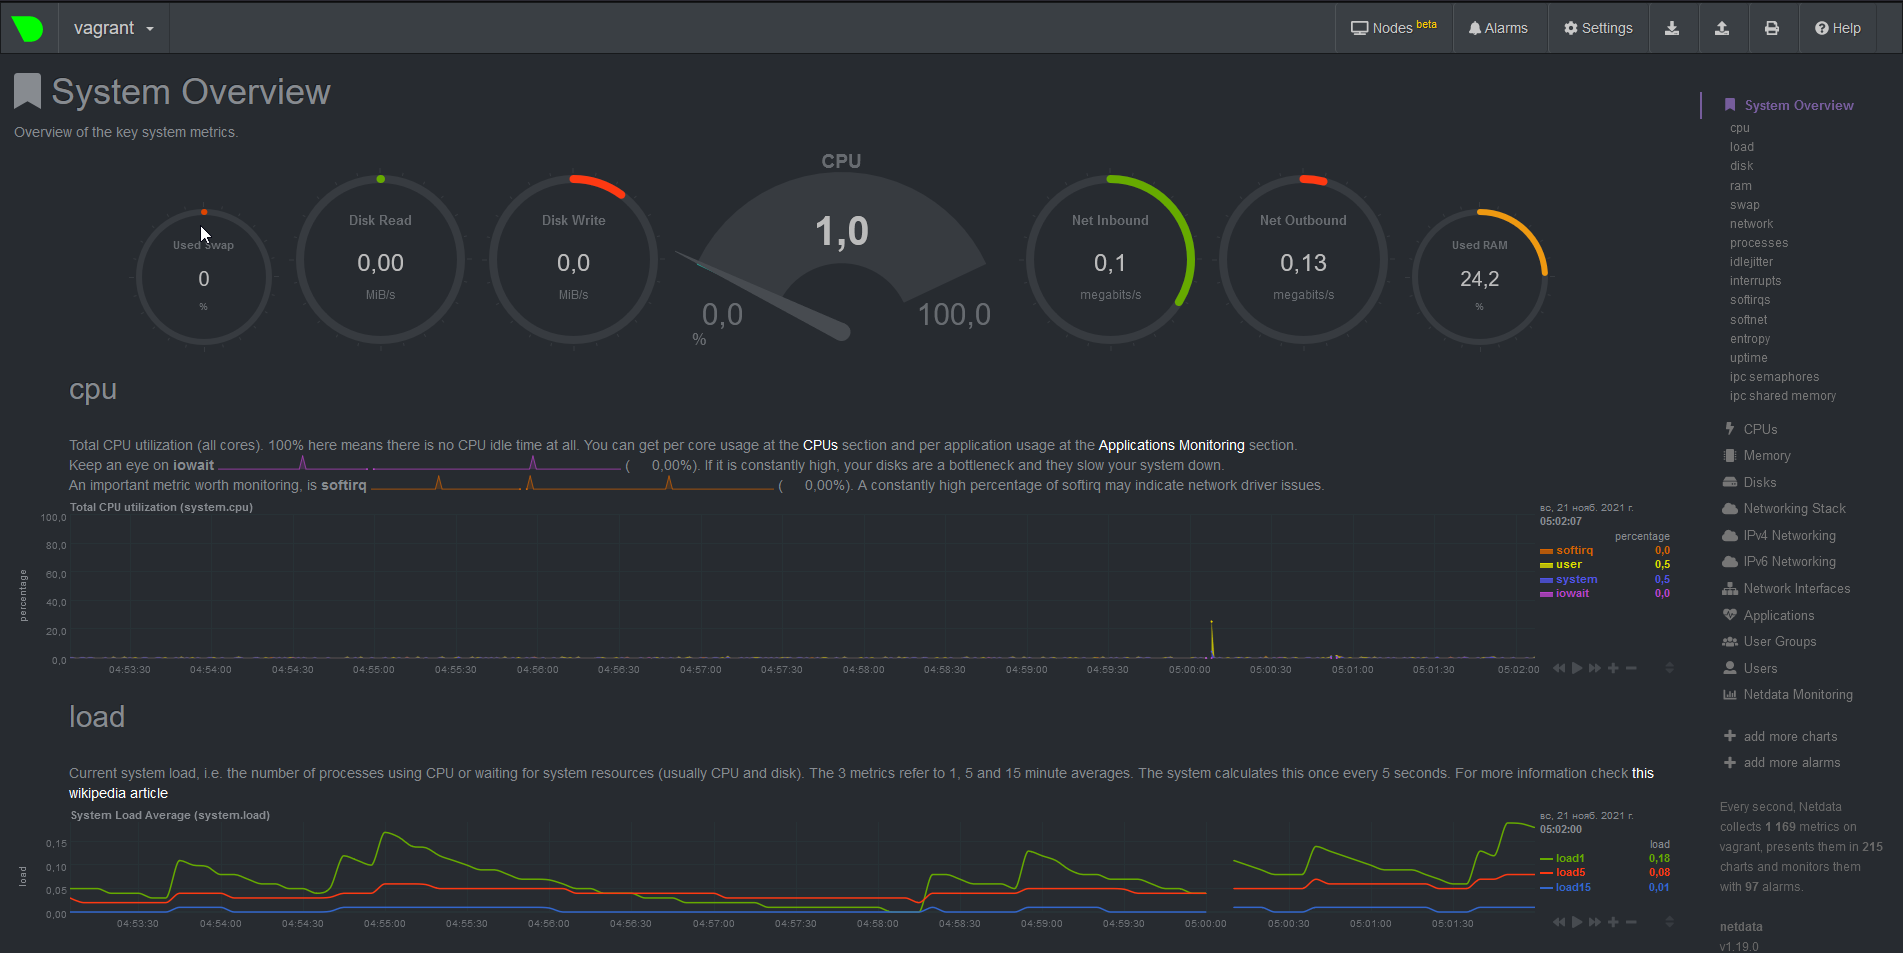 vagrant
Nodes beta
Alarms
Settings
Help
System Overview
Overview of the key system metrics.
Used Swap
0
%
Disk Read
0,00
MiB/s
Disk Write
0,0
MiB/s
CPU
1,0
0,0
100,0
%
Net Inbound
0,1
megabits/s
Net Outbound
0,13
megabits/s
Used RAM
24,2
%
cpu
Total CPU utilization (all cores). 100% here means there is no CPU idle time at all. You can get per core usage at the CPUs section and per application usage at the Applications Monitoring section.
Keep an eye on iowait ( 0,00%). If it is constantly high, your disks are a bottleneck and they slow your system down.
An important metric worth monitoring, is softirq ( 0,00%). A constantly high percentage of softirq may indicate network driver issues.
Total CPU utilization (system.cpu)
percentage
100,0
80,0
60,0
40,0
20,0
0,0
04:53:30 04:54:00 04:54:30 04:55:00 04:55:30 04:56:00 04:56:30 04:57:00 04:57:30 04:58:00 04:58:30 04:59:00 04:59:30 05:00:00 05:00:30 05:01:00 05:01:30 05:02:00
вс, 21 нояб. 2021 г.
05:02:07
percentage
softirq 0,0
user 0,5
system 0,5
iowait 0,0
load
Current system load, i.e. the number of processes using CPU or waiting for system resources (usually CPU and disk). The 3 metrics refer to 1, 5 and 15 minute averages. The system calculates this once every 5 seconds. For more information check this
wikipedia article
System Load Average (system.load)
load
0,15
0,10
0,05
0,00
04:53:30 04:54:00 04:54:30 04:55:00 04:55:30 04:56:00 04:56:30 04:57:00 04:57:30 04:58:00 04:58:30 04:59:00 04:59:30 05:00:00 05:00:30 05:01:00 05:01:30
вс, 21 нояб. 2021 г.
05:02:00
load
load1 0,18
load5 0,08
load15 0,01
System Overview
cpu
load
disk
ram
swap
network
processes
idlejitter
interrupts
softirqs
softnet
entropy
uptime
ipc semaphores
ipc shared memory
CPUs
Memory
Disks
Networking Stack
IPv4 Networking
IPv6 Networking
Network Interfaces
Applications
User Groups
Users
Netdata Monitoring
add more charts
add more alarms
Every second, Netdata
collects 1 169 metrics on
vagrant, presents them in 215
charts and monitors them
with 97 alarms.
netdata
v1.19.0